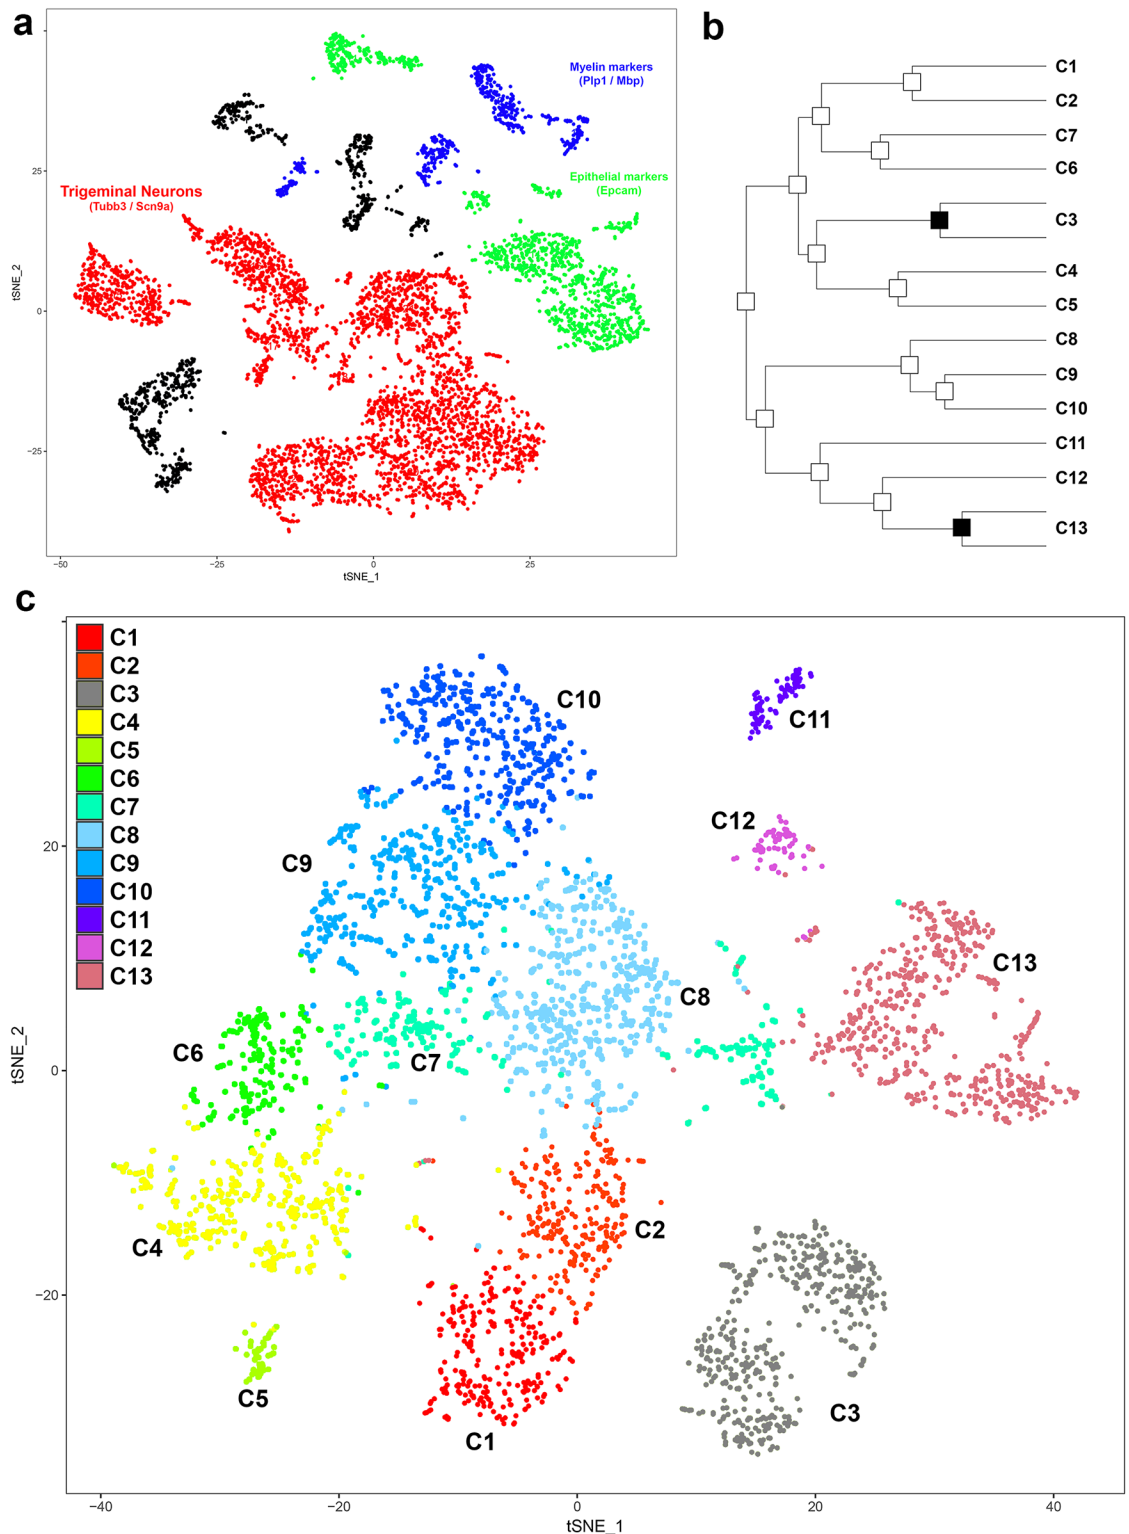 a
Myelin markers
(Plp1 / Mbp)
Epithelial markers
(Epcam)
Trigeminal Neurons
(Tubb3 / Scn9a)
25
0
−25
tSNE_2
−50
−25
0
25
tSNE_1
b
C1
C2
C7
C6
C3
C4
C5
C8
C9
C10
C11
C12
C13
c
C1
C2
C3
C4
C5
C6
C7
C8
C9
C10
C11
C12
C13
C10
C11
C12
C9
C13
C8
C6
C7
C4
C2
C5
C3
C1
20
0
−20
tSNE_2
−40
−20
0
20
40
tSNE_1